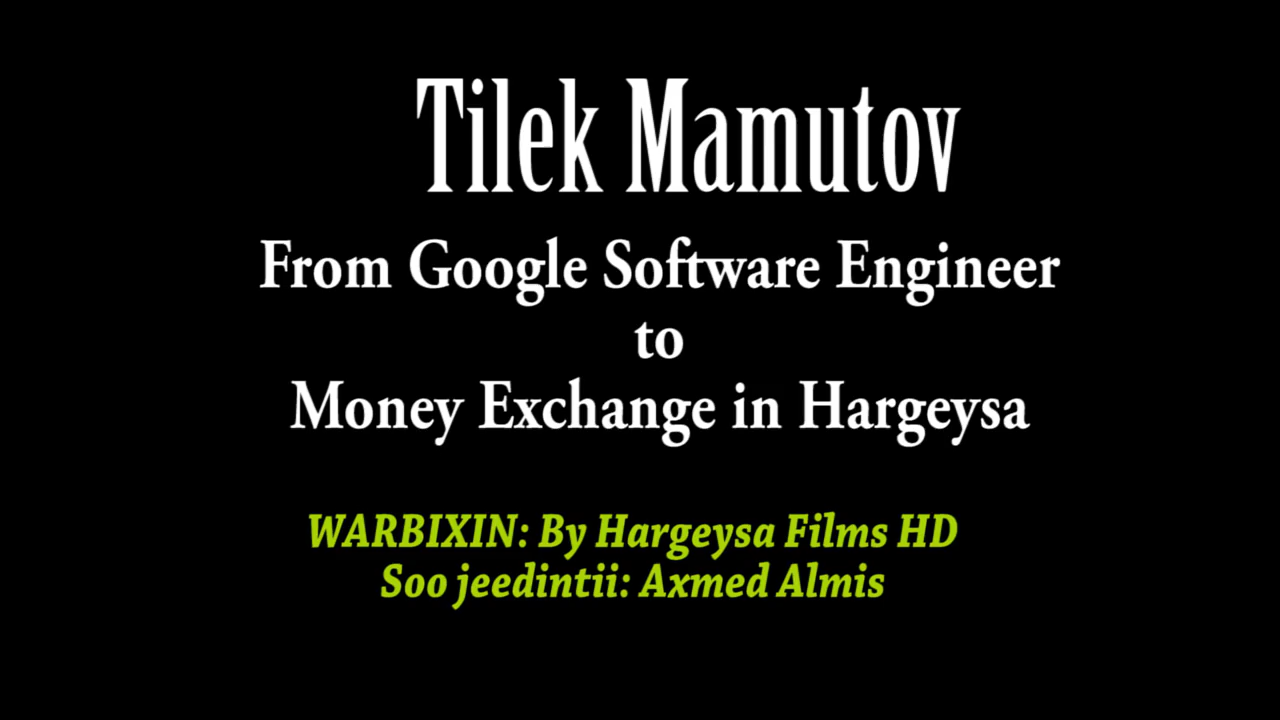 Tilek Mamutov
From Google Software Engineer
to
Money Exchange in Hargeysa
WARBIXIN: By Hargeysa Films HD
Soo jeedintii: Axmed Almis